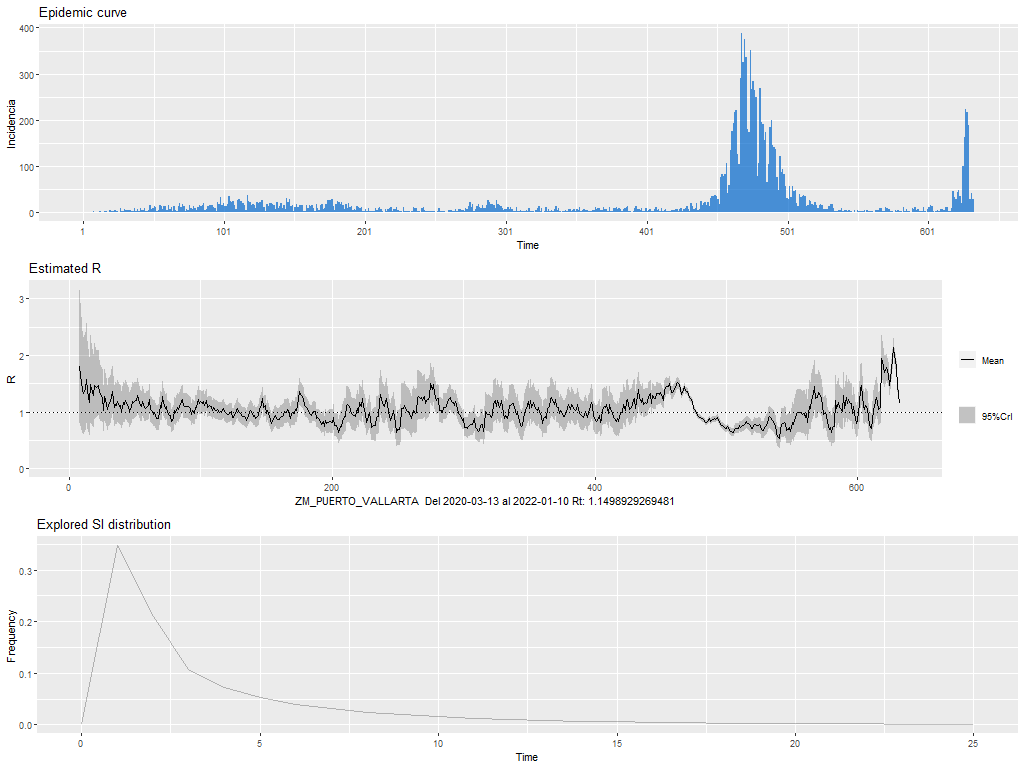 Epidemic curve
400
300
200
100
0
Incidencia
1
101
201
301
401
501
601
Time
Estimated R
3
2
1
0
R
0
200
400
600
ZM_PUERTO_VALLARTA Del 2020-03-13 al 2022-01-10 Rt: 1.1498929269481
Mean
95%CrI
Explored SI distribution
0.3
0.2
0.1
0.0
Frequency
0
5
10
15
20
25
Time